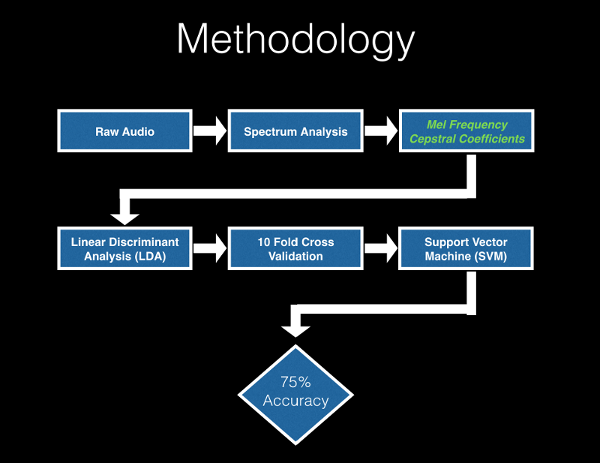 Methodology
Raw Audio
Spectrum Analysis
Mel Frequency
Cepstral Coefficients
Linear Discriminant
Analysis (LDA)
10 Fold Cross
Validation
Support Vector
Machine (SVM)
75%
Accuracy